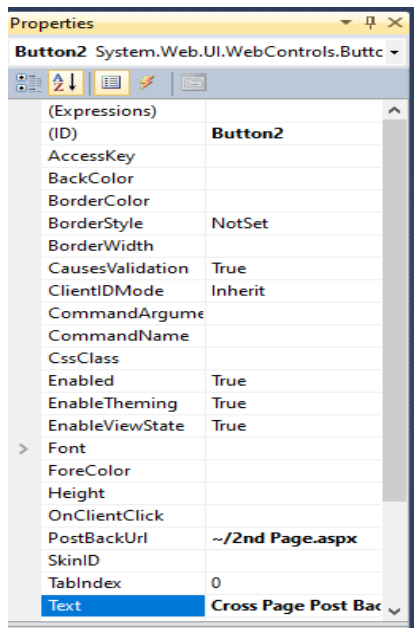 Properties
Button2 System.Web.UI.WebControls.Buttc
A Z
(Expressions)
(ID) Button2
AccessKey
BackColor
BorderColor
BorderStyle NotSet
BorderWidth
CausesValidation True
ClientIDMode Inherit
CommandArgume
CommandName
CssClass
Enabled True
EnableTheming True
EnableViewState True
Font
ForeColor
Height
OnClientClick
PostBackUrl ~/2nd Page.aspx
SkinID
TabIndex 0
Text Cross Page Post Bac